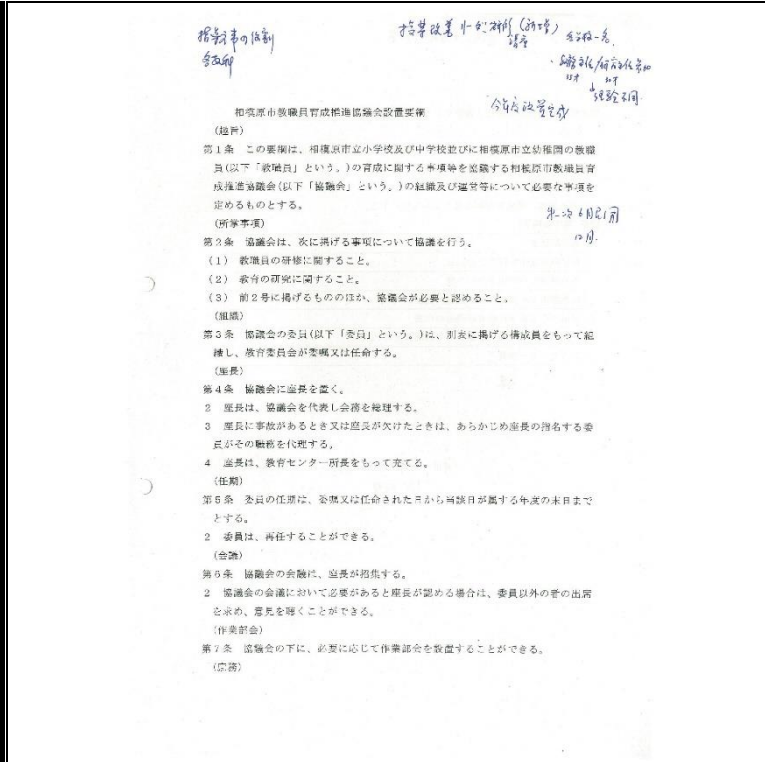 指導主事の役割
各教科
指導改善
講座
(新增)
各学校一名
今年度
12月.
相模原市教職員育成推進協議会設置要綱
(趣旨)
第1条 この要綱は、相模原市立小学校及び中学校並びに相模原市立幼稚園の教職
員(以下「教職員」という。)の育成に関する事項等を協議する相模原市教職員育
成推進協議会(以下「協議会」という。)の組織及び運営等について必要な事項を
定めるものとする。
(所掌事項)
第2条 協議会は、次に掲げる事項について協議を行う。
(1) 教職員の研修に関すること。
(2) 教育の研究に関すること。
(3) 前2号に掲げるもののほか、協議会が必要と認めること。
(組織)
第3条 協議会の委員(以下「委員」という。)は、別表に掲げる構成員をもって組
織し、教育委員会が委嘱又は任命する。
(座長)
第4条 協議会に座長を置く。
2 座長は、協議会を代表し会務を総理する。
3 座長に事故があるとき又は座長が欠けたときは、あらかじめ座長の指名する委
員がその職務を代理する。
4 座長は、教育センター所長をもって充てる。
(任期)
第5条 委員の任期は、委嘱又は任命された日から当該日が属する年度の末日まで
とする。
2 委員は、再任することができる。
(会議)
第6条 協議会の会議は、座長が招集する。
2 協議会の会議において必要があると座長が認める場合は、委員以外の者の出席
を求め、意見を聴くことができる。
(作業部会)
第7条 協議会の下に、必要に応じて作業部会を設置することができる。
(庶務)